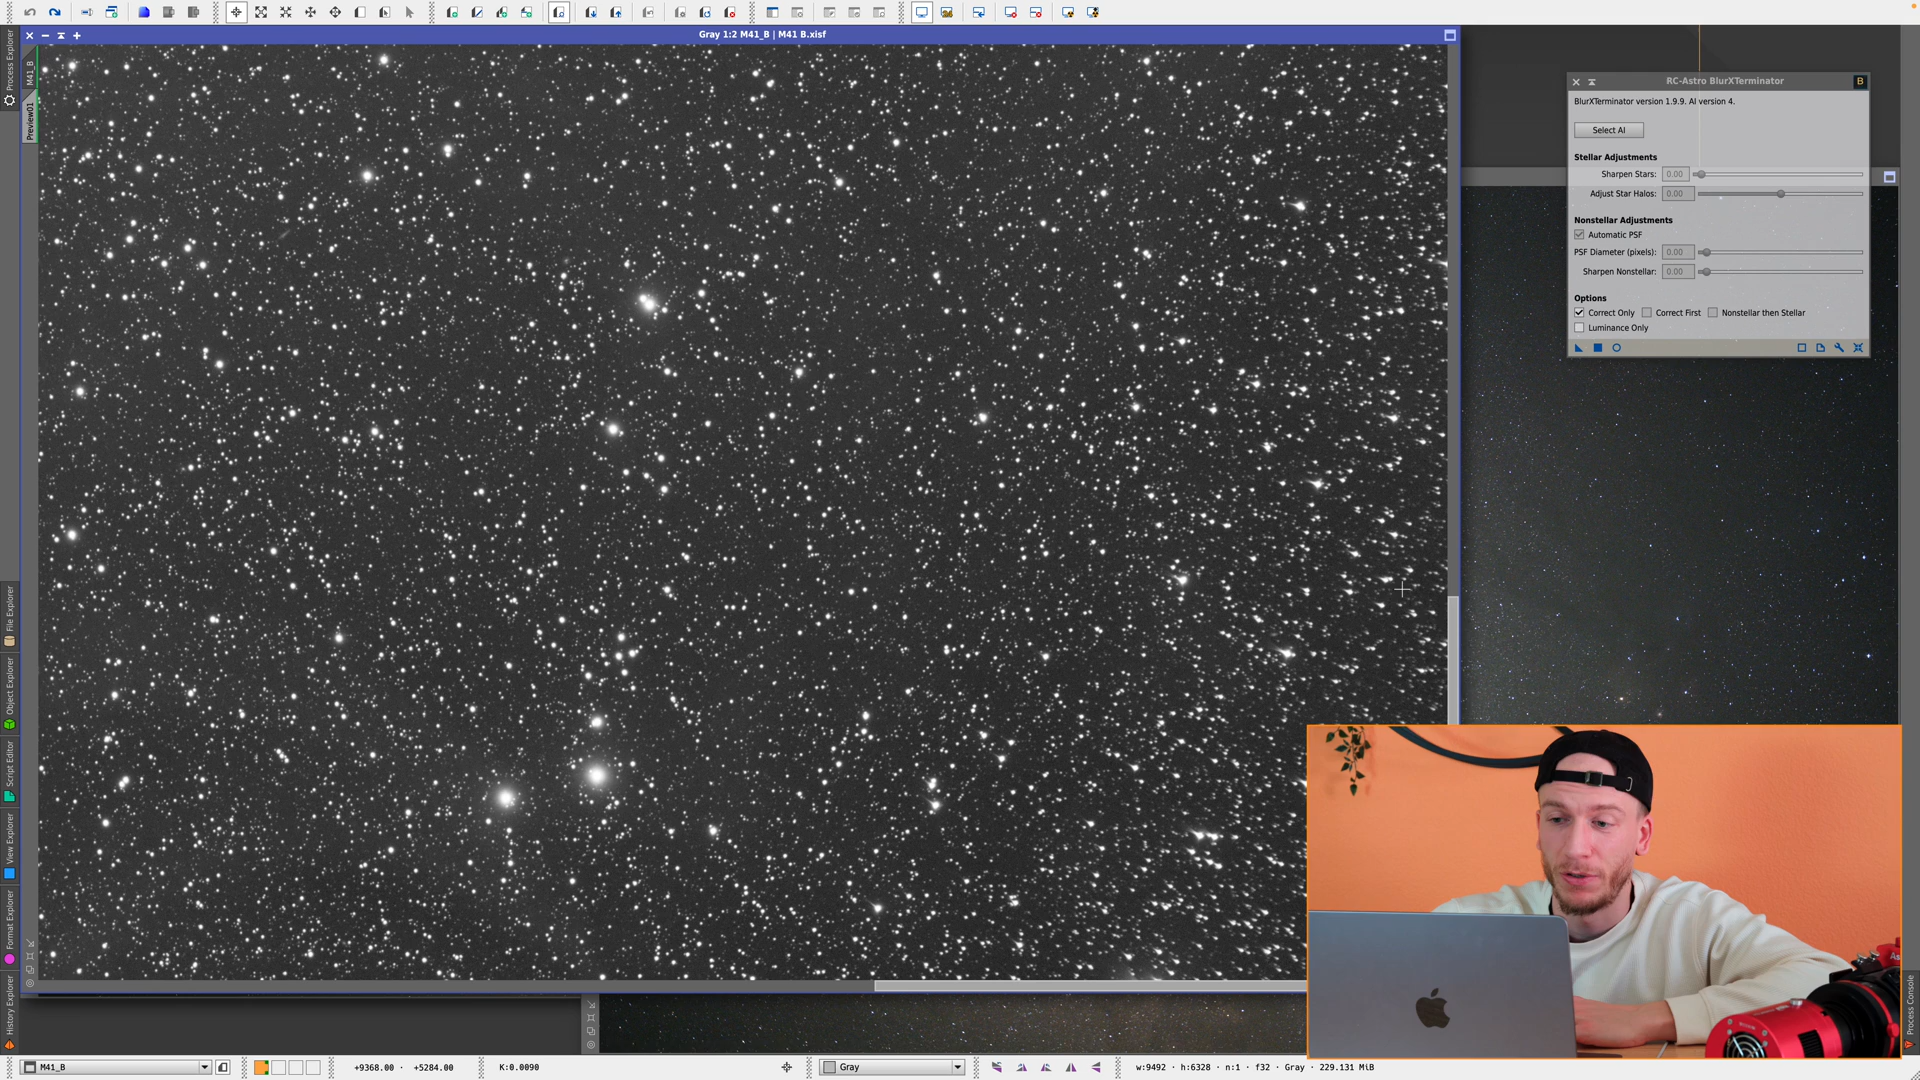 Gray 1:2 M41_B | M41 B.xisf
Process Explorer
M41_B
Preview01
File Explorer
Object Explorer
Script Editor
View Explorer
Format Explorer
History Explorer
RC-Astro BlurXTerminator
B
BlurXTerminator version 1.9.9. AI version 4.
Select AI
Stellar Adjustments
Sharpen Stars: 0.00
Adjust Star Halos: 0.00
Nonstellar Adjustments
Automatic PSF
PSF Diameter (pixels): 0.00
Sharpen Nonstellar: 0.00
Options
Correct Only Correct First Nonstellar then Stellar
Luminance Only
Process Console
M41_B
+9368.00 · +5284.00
K:0.0090
Gray
w:9492 · h:6328 · n:1 · f32 · Gray · 229.131 MiB